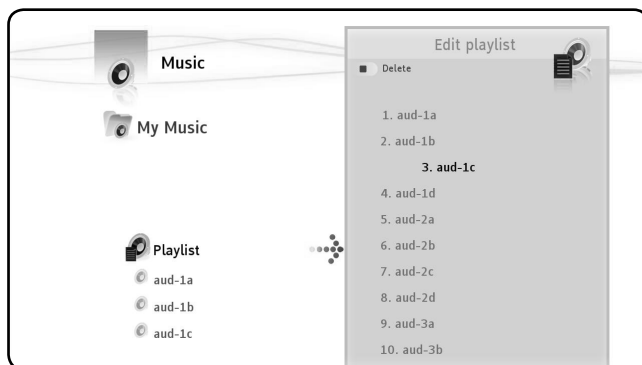 Music
My Music
Playlist
aud-1a
aud-1b
aud-1c
Edit playlist
Delete
1. aud-1a
2. aud-1b
3. aud-1c
4. aud-1d
5. aud-2a
6. aud-2b
7. aud-2c
8. aud-2d
9. aud-3a
10. aud-3b